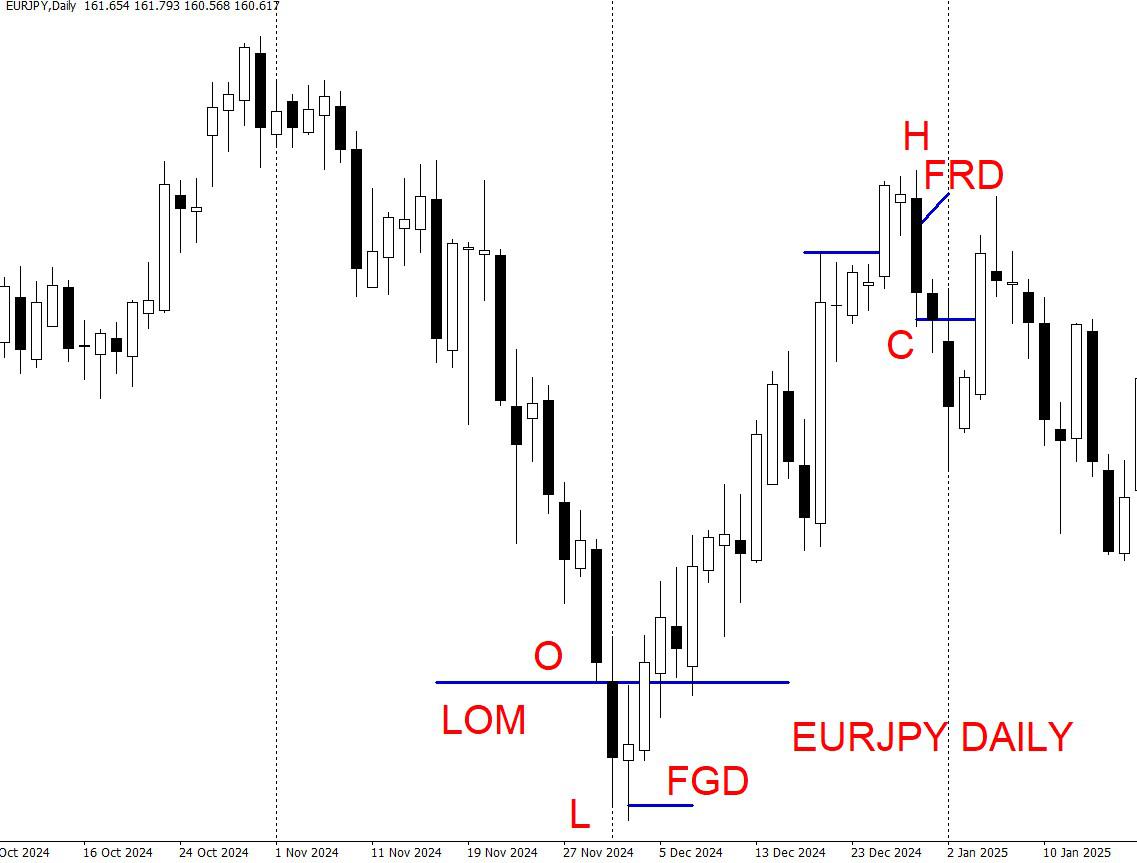 EURJPY,Daily 161.654 161.793 160.568 160.617
H
FRD
C
O
LOM
EURJPY DAILY
FGD
L
Oct 2024 16 Oct 2024 24 Oct 2024 1 Nov 2024 11 Nov 2024 19 Nov 2024 27 Nov 2024 5 Dec 2024 13 Dec 2024 23 Dec 2024 2 Jan 2025 10 Jan 2025